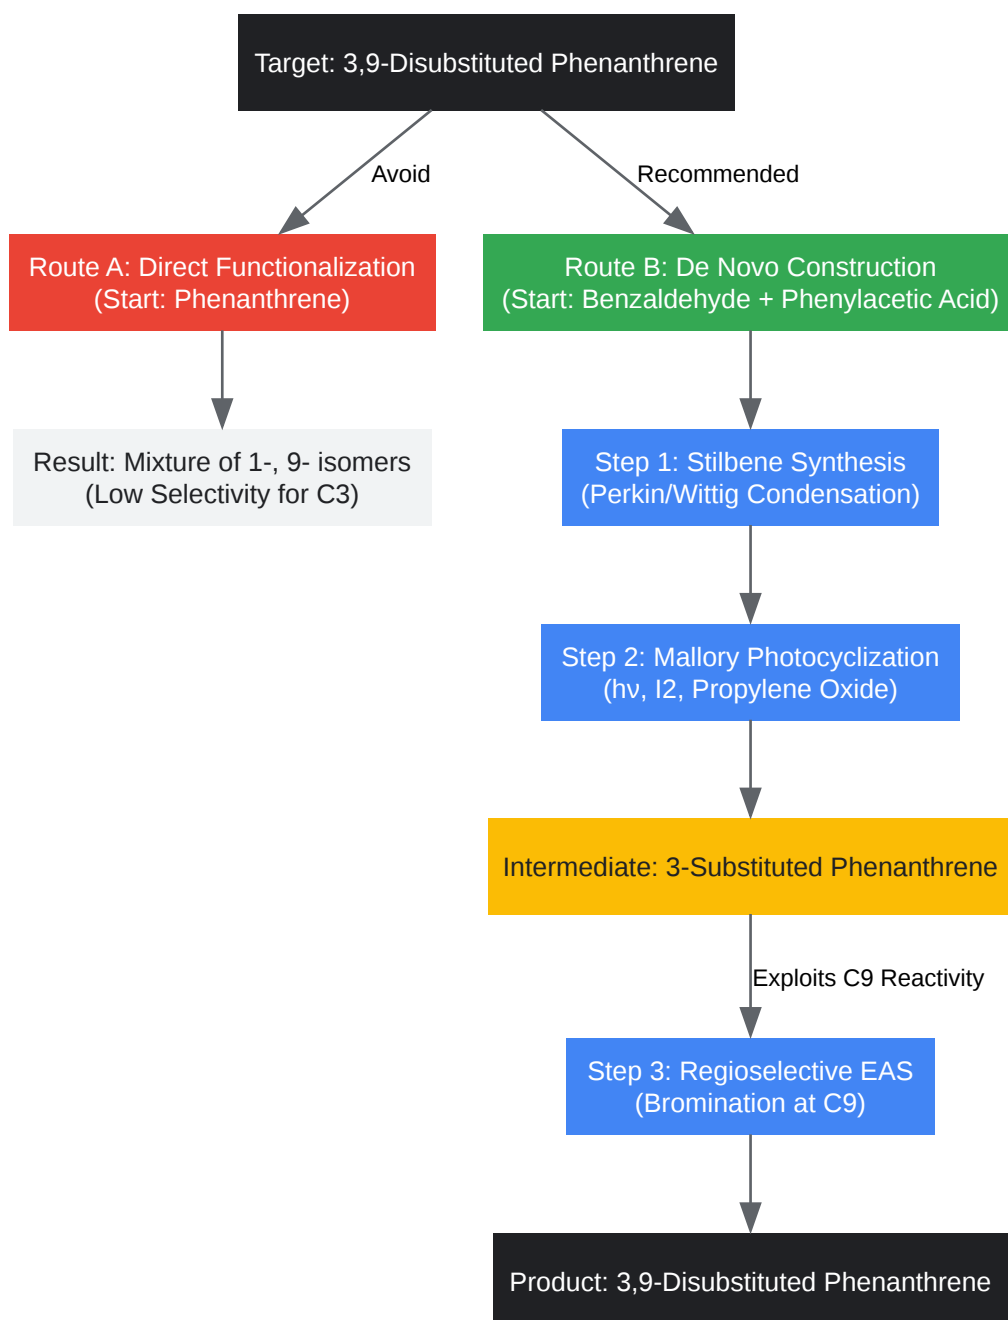 Target: 3,9-Disubstituted Phenanthrene
Avoid
Recommended
Route A: Direct Functionalization
(Start: Phenanthrene)
Route B: De Novo Construction
(Start: Benzaldehyde + Phenylacetic Acid)
Result: Mixture of 1-, 9- isomers
(Low Selectivity for C3)
Step 1: Stilbene Synthesis
(Perkin/Wittig Condensation)
Step 2: Mallory Photocyclization
(hν, I2, Propylene Oxide)
Intermediate: 3-Substituted Phenanthrene
Exploits C9 Reactivity
Step 3: Regioselective EAS
(Bromination at C9)
Product: 3,9-Disubstituted Phenanthrene